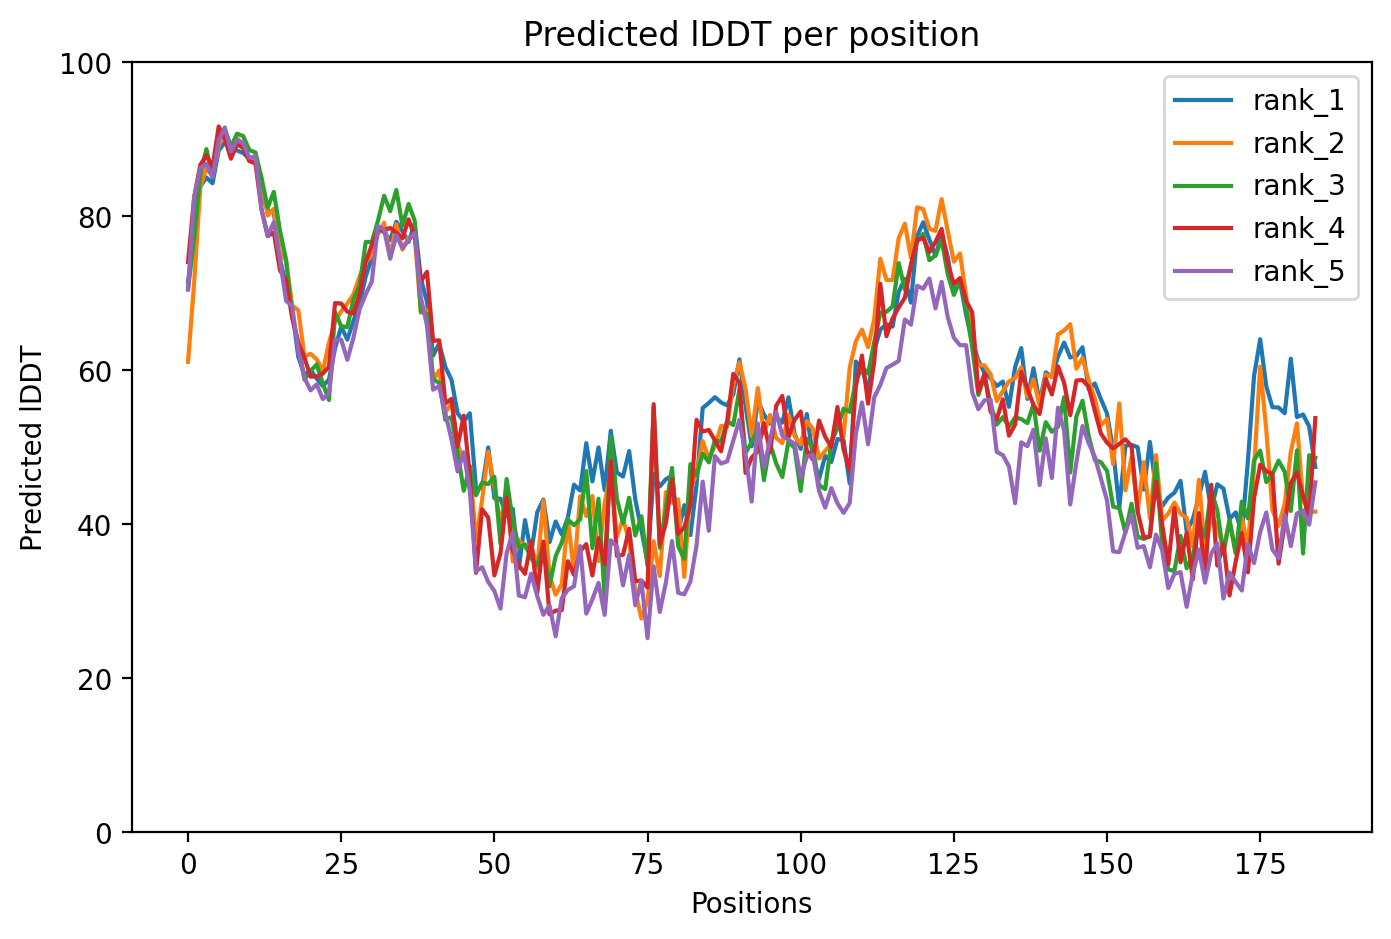 Predicted lDDT per position
Predicted lDDT
100
80
60
40
20
0
0 25 50 75 100 125 150 175
Positions
rank_1
rank_2
rank_3
rank_4
rank_5